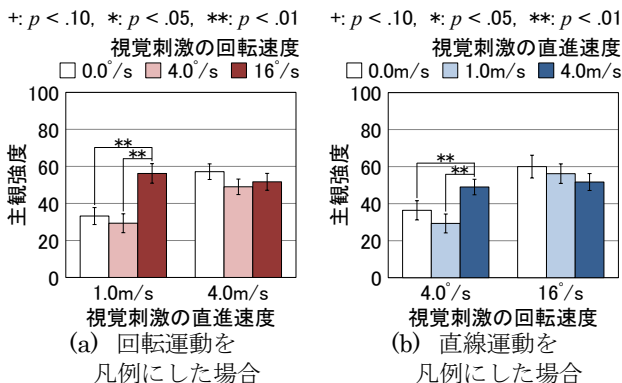 +: p < .10, *: p < .05, **: p < .01
視覚刺激の回転速度
0.0°/s 4.0°/s 16°/s
100
80
60
40
20
0
主観強度
**
**
1.0m/s 4.0m/s
視覚刺激の直進速度
(a) 回転運動を
凡例にした場合
+: p < .10, *: p < .05, **: p < .01
視覚刺激の直進速度
0.0m/s 1.0m/s 4.0m/s
100
80
60
40
20
0
主観強度
**
**
4.0°/s 16°/s
視覚刺激の回転速度
(b) 直線運動を
凡例にした場合